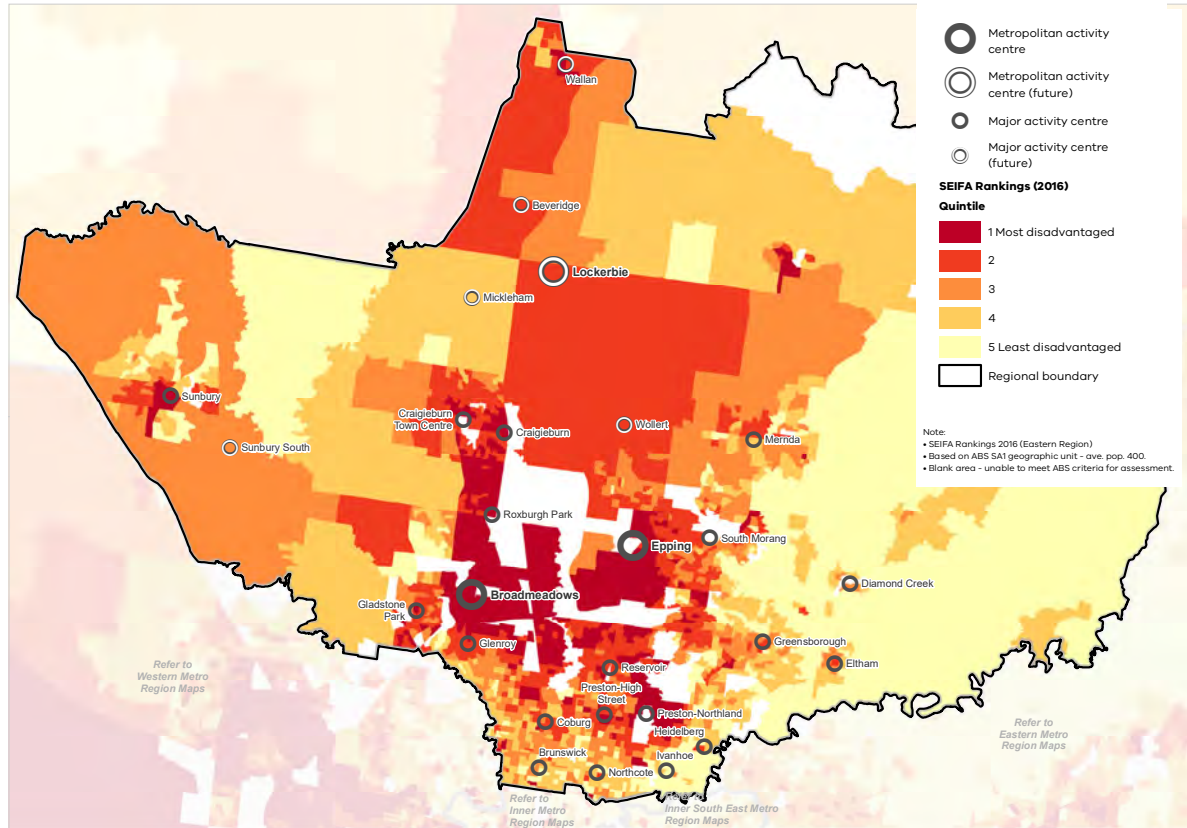 Metropolitan activity
centre
Metropolitan activity
centre (future)
Major activity centre
Major activity centre
(future)
SEIFA Rankings (2016)
Quintile
1 Most disadvantaged
2
3
4
5 Least disadvantaged
Regional boundary
Note:
• SEIFA Rankings 2016 (Eastern Region)
• Based on ABS SA1 geographic unit - ave. pop. 400.
• Blank area - unable to meet ABS criteria for assessment.
Wallan
Beveridge
Lockerbie
Mickleham
Sunbury
Craigieburn
Town Centre
Craigieburn
Wollert
Mernda
Sunbury South
Roxburgh Park
Epping
South Morang
Diamond Creek
Broadmeadows
Gladstone
Park
Glenroy
Greensborough
Eltham
Reservoir
Preston-High
Street
Preston-Northland
Coburg
Heidelberg
Brunswick
Ivanhoe
Northcote
Refer to
Western Metro
Region Maps
Refer to
Eastern Metro
Region Maps
Refer to
Inner Metro
Region Maps
Refer to
Inner South East Metro
Region Maps